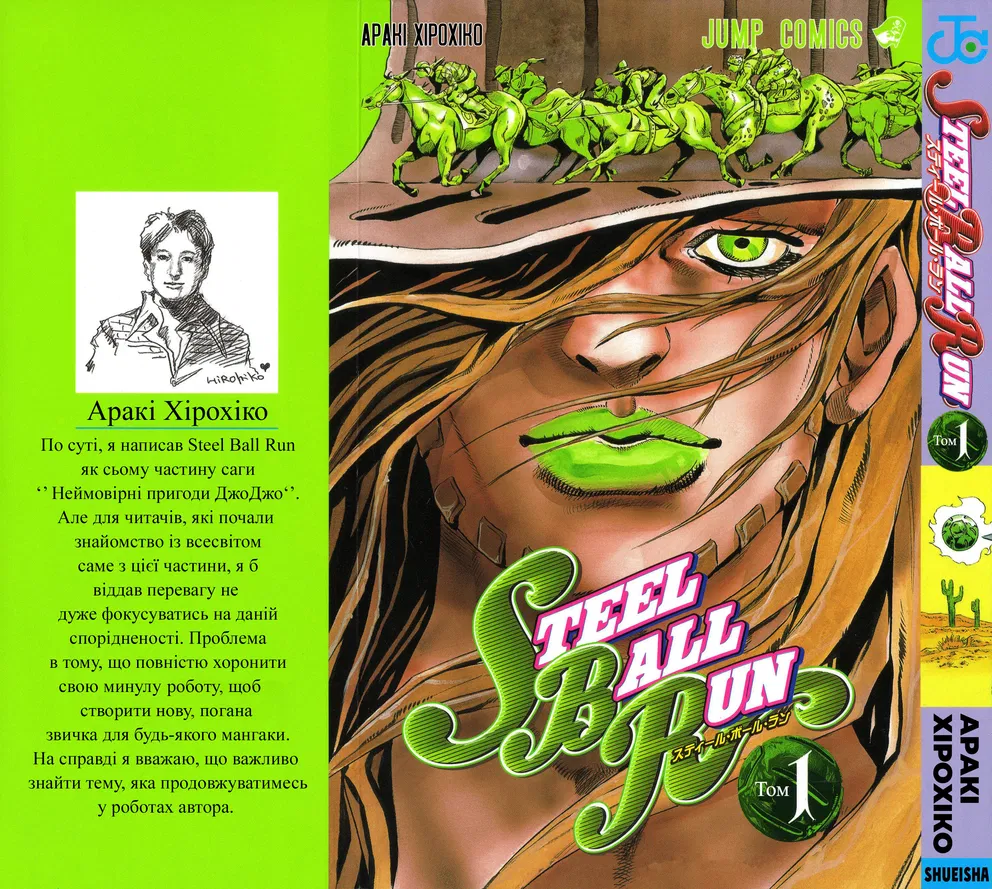 HIROHIKO
Аракі Хірохіко
По суті, я написав Steel Ball Run
як сьому частину саги
‘’ Неймовірні пригоди ДжоДжо‘’.
Але для читачів, які почали
знайомство із всесвітом
саме з цієї частини, я б
віддав перевагу не
дуже фокусуватись на даній
спорідненості. Проблема
в тому, що повністю хоронити
свою минулу роботу, щоб
створити нову, погана
звичка для будь-якого мангаки.
На справді я вважаю, що важливо
знайти тему, яка продовжуватимесь
у роботах автора.
АРАКІ ХІРОХІКО
JUMP COMICS
STEEL
BALL
RUN
スティール・ボール・ラン
Том 1
JC
STEEL BALL RUN
スティール・ボール・ラン
Том 1
АРАКІ
ХІРОХІКО
SHUEISHA